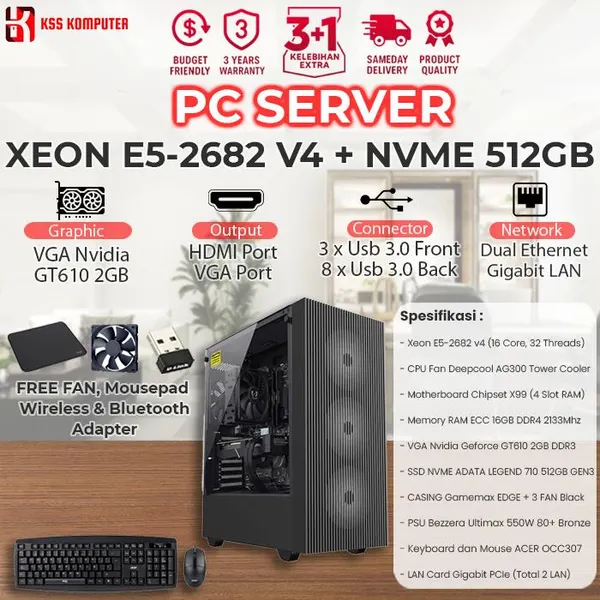 KSS KOMPUTER
BUDGET
FRIENDLY
3
3 YEARS
WARRANTY
3+1
KELEBIHAN
EXTRA
SAMEDAY
DELIVERY
PRODUCT
QUALITY
PC SERVER
XEON E5-2682 V4 + NVME 512GB
Graphic
VGA Nvidia
GT610 2GB
Output
HDMI Port
VGA Port
Connector
3 x Usb 3.0 Front
8 x Usb 3.0 Back
Network
Dual Ethernet
Gigabit LAN
FREE FAN, Mousepad
Wireless & Bluetooth
Adapter
Spesifikasi :
- Xeon E5-2682 v4 (16 Core, 32 Threads)
- CPU Fan Deepcool AG300 Tower Cooler
- Motherboard Chipset X99 (4 Slot RAM)
- Memory RAM ECC 16GB DDR4 2133Mhz
- VGA Nvidia Geforce GT610 2GB DDR3
- SSD NVME ADATA LEGEND 710 512GB GEN3
- CASING Gamemax EDGE + 3 FAN Black
- PSU Bezzera Ultimax 550W 80+ Bronze
- Keyboard dan Mouse ACER OCC307
- LAN Card Gigabit PCIe (Total 2 LAN)